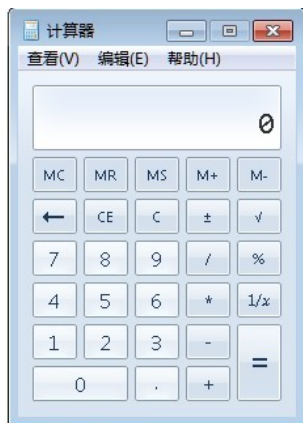 计算器
查看(V) 编辑(E) 帮助(H)
0
MC MR MS M+ M-
← CE C ± √
7 8 9 / %
4 5 6 * 1/x
1 2 3 - =
0 . +